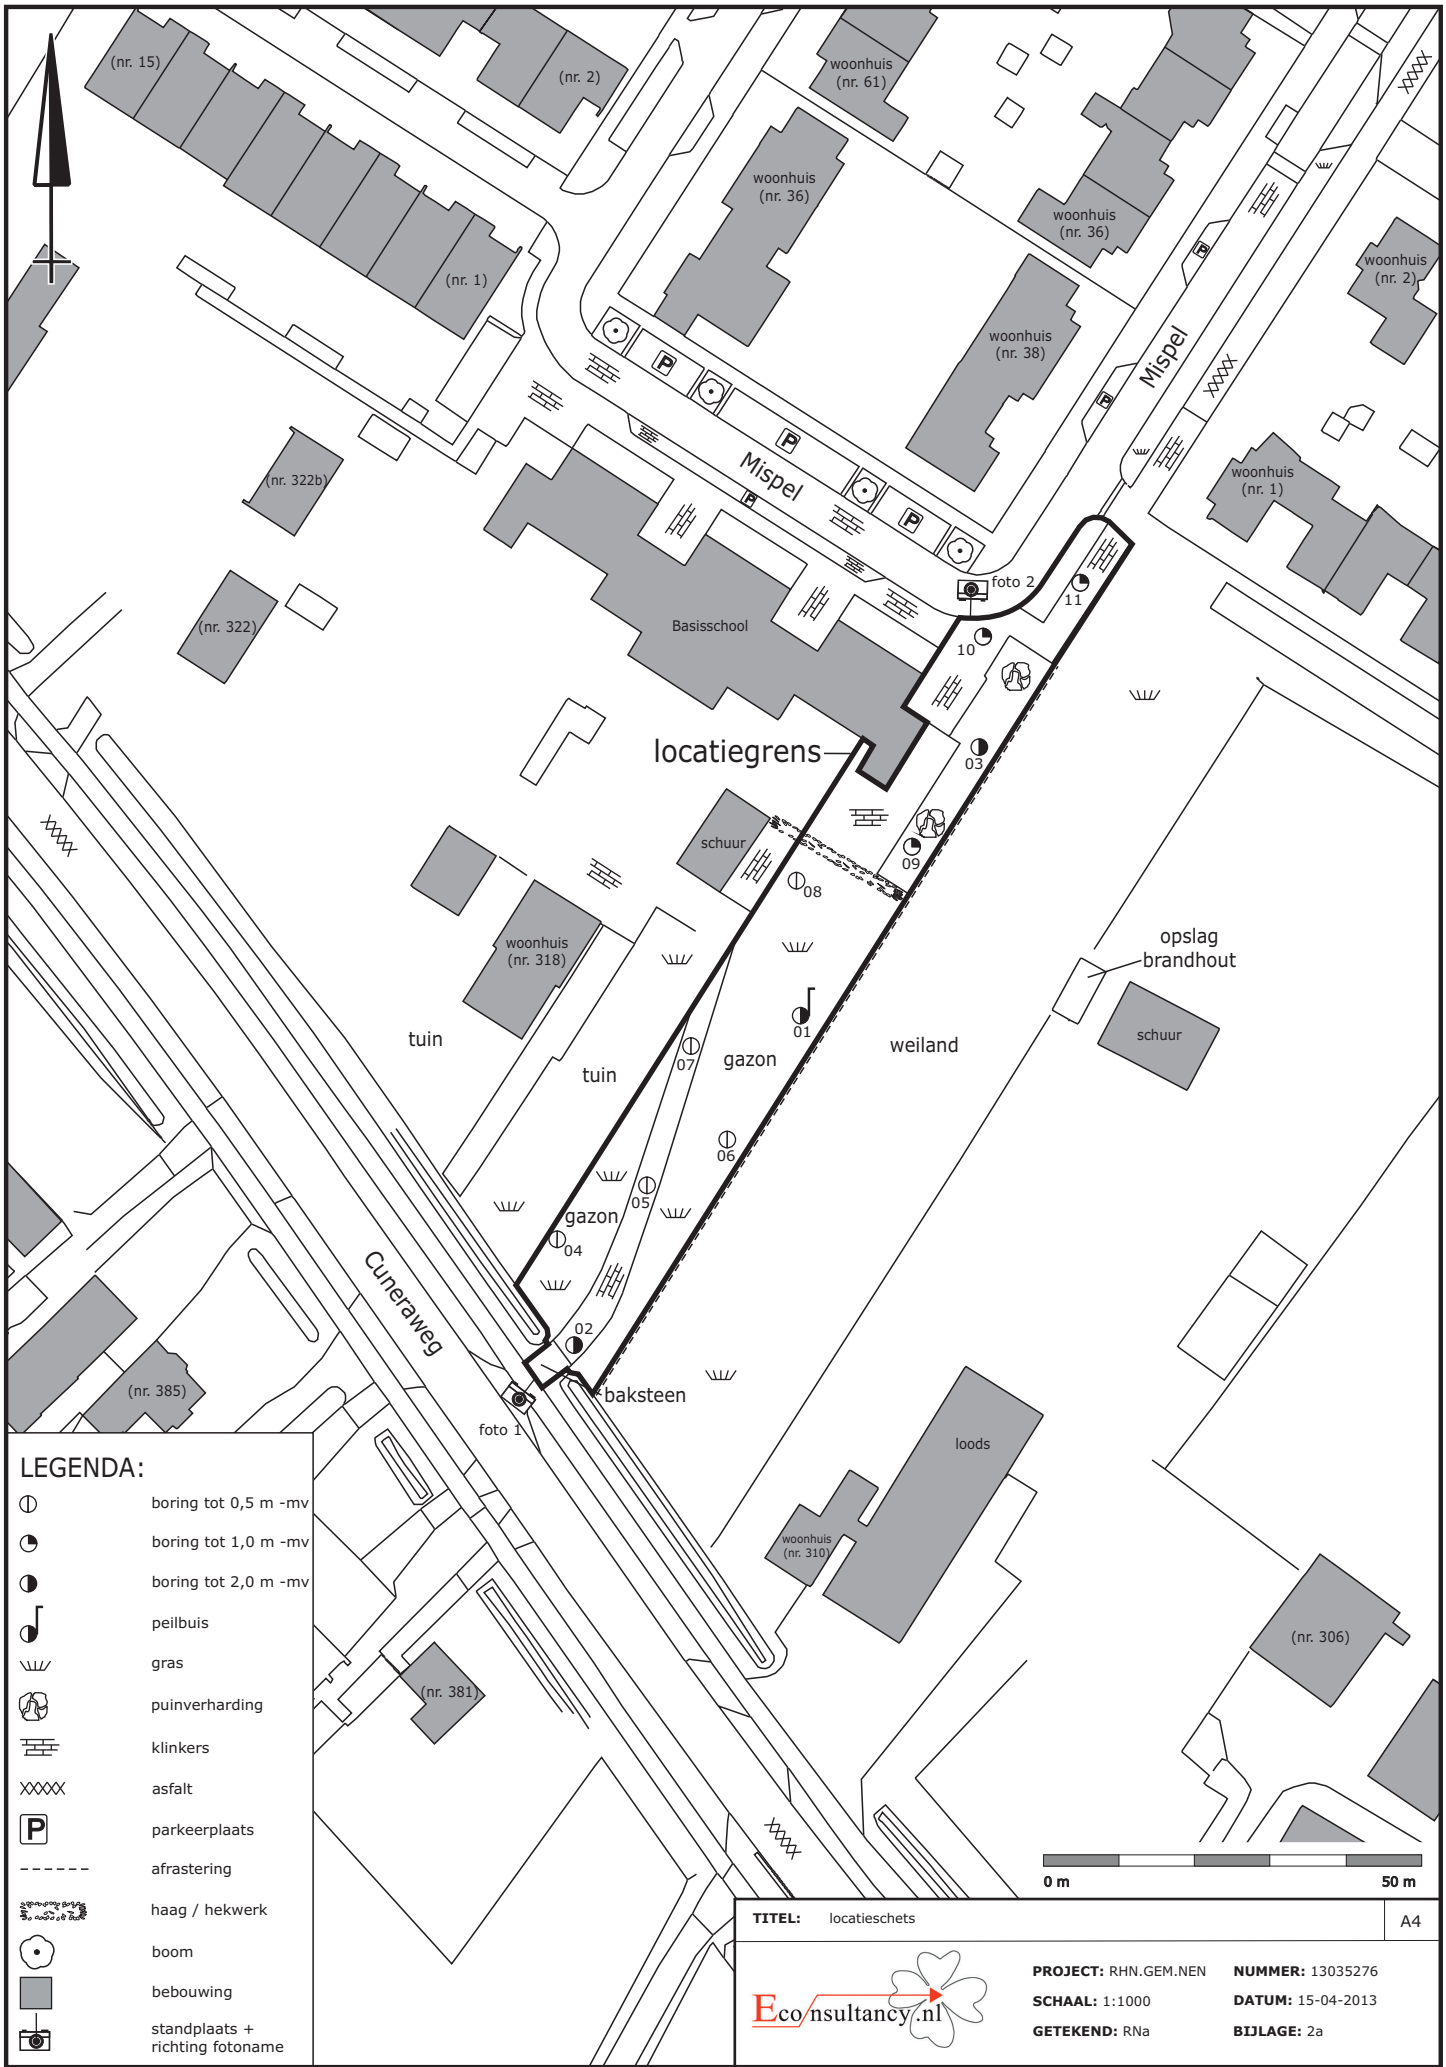 (nr. 15)
(nr. 2)
woonhuis
(nr. 61)
woonhuis
(nr. 36)
woonhuis
(nr. 36)
woonhuis
(nr. 2)
(nr. 1)
woonhuis
(nr. 38)
Mispel
P
P
P
P
P
P
Mispel
(nr. 322b)
woonhuis
(nr. 1)
foto 2
11
(nr. 322)
Basisschool
10
locatiegrens
03
schuur
09
08
woonhuis
(nr. 318)
opslag
brandhout
01
tuin
schuur
weiland
gazon
07
tuin
06
05
gazon
04
Cuneraweg
02
baksteen
foto 1
(nr. 385)
loods
woonhuis
(nr. 310)
(nr. 306)
(nr. 381)
LEGENDA:
boring tot 0,5 m -mv
boring tot 1,0 m -mv
boring tot 2,0 m -mv
peilbuis
gras
puinverharding
klinkers
asfalt
P parkeerplaats
afrastering
haag / hekwerk
boom
bebouwing
standplaats +
richting fotoname
0 m 50 m
TITEL: locatieschets A4
Econsultancy.nl
PROJECT: RHN.GEM.NEN NUMMER: 13035276
SCHAAL: 1:1000 DATUM: 15-04-2013
GETEKEND: RNa BIJLAGE: 2a